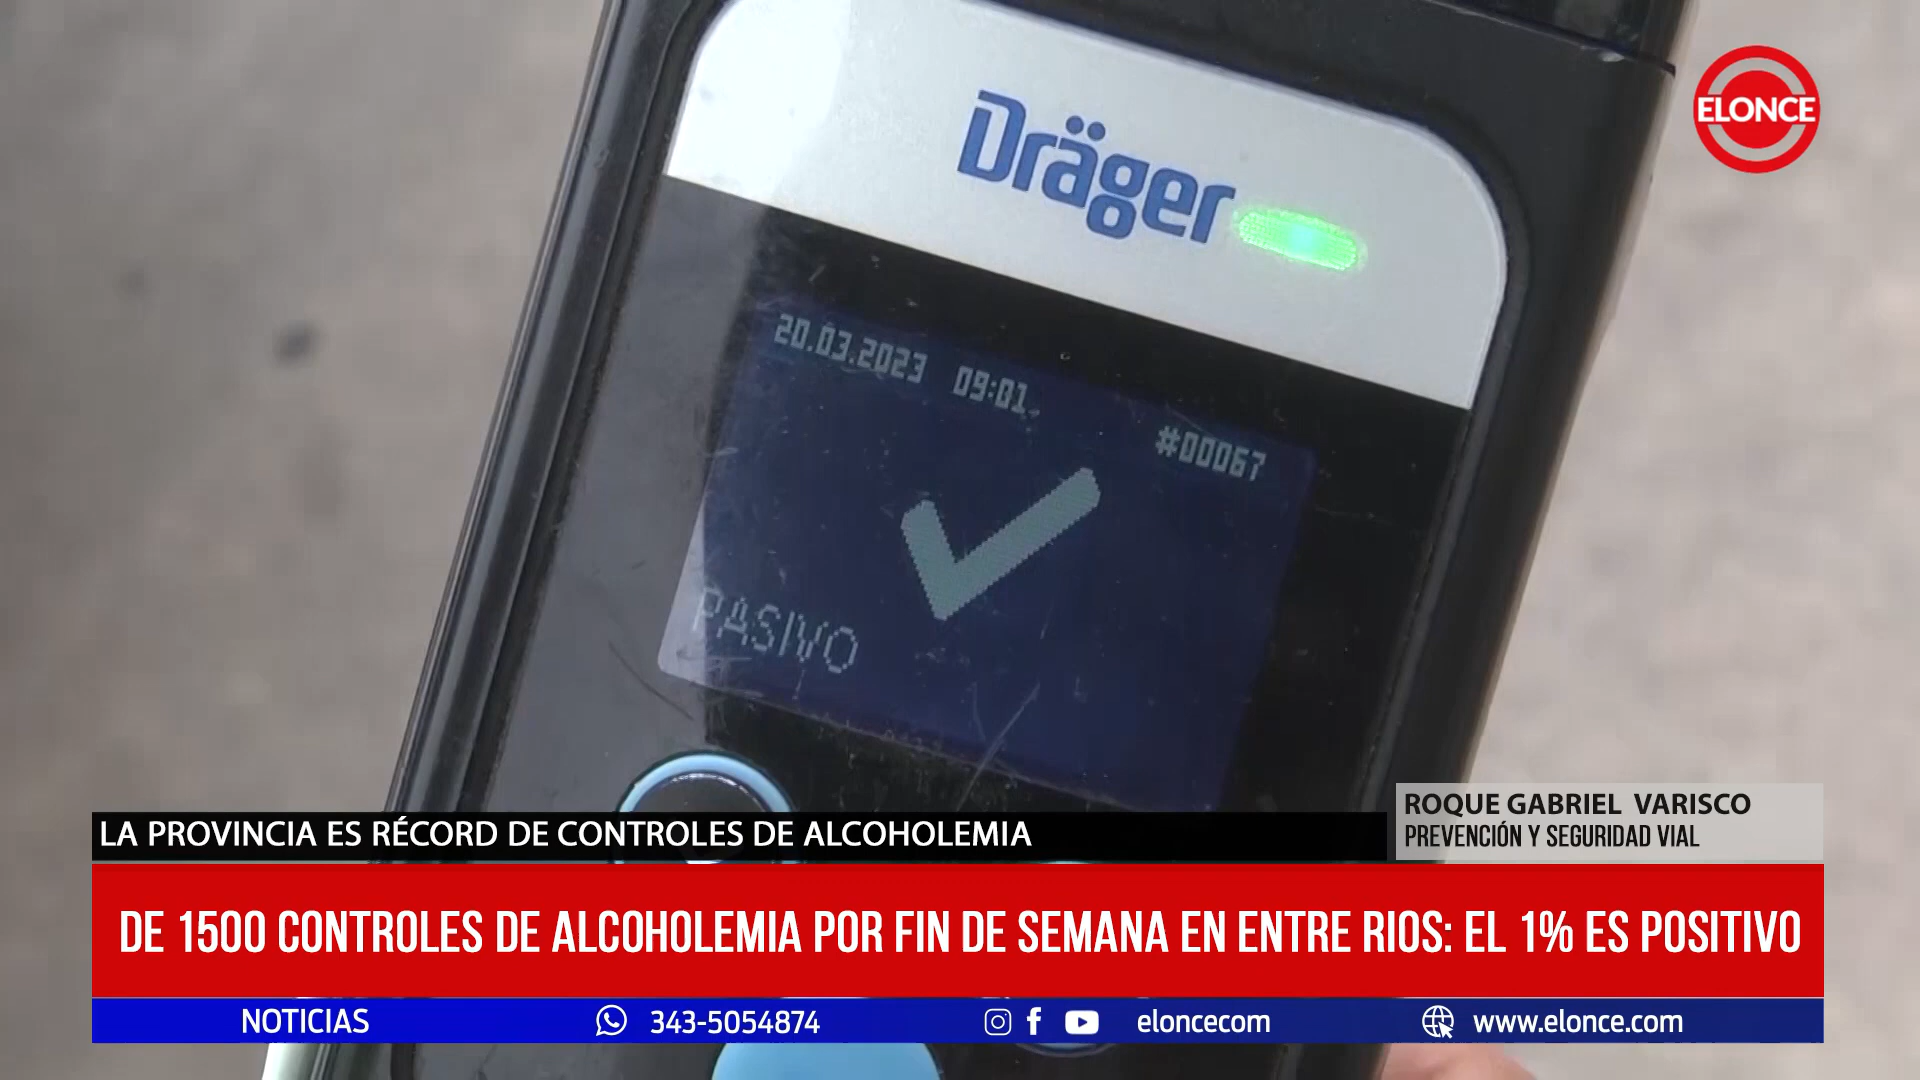 ELONCE
Dräger
20.03.2023 09:01
#00067
PASIVO
ROQUE GABRIEL VARISCO
PREVENCIÓN Y SEGURIDAD VIAL
LA PROVINCIA ES RÉCORD DE CONTROLES DE ALCOHOLEMIA
DE 1500 CONTROLES DE ALCOHOLEMIA POR FIN DE SEMANA EN ENTRE RIOS: EL 1% ES POSITIVO
NOTICIAS 343-5054874 eloncecom www.elonce.com